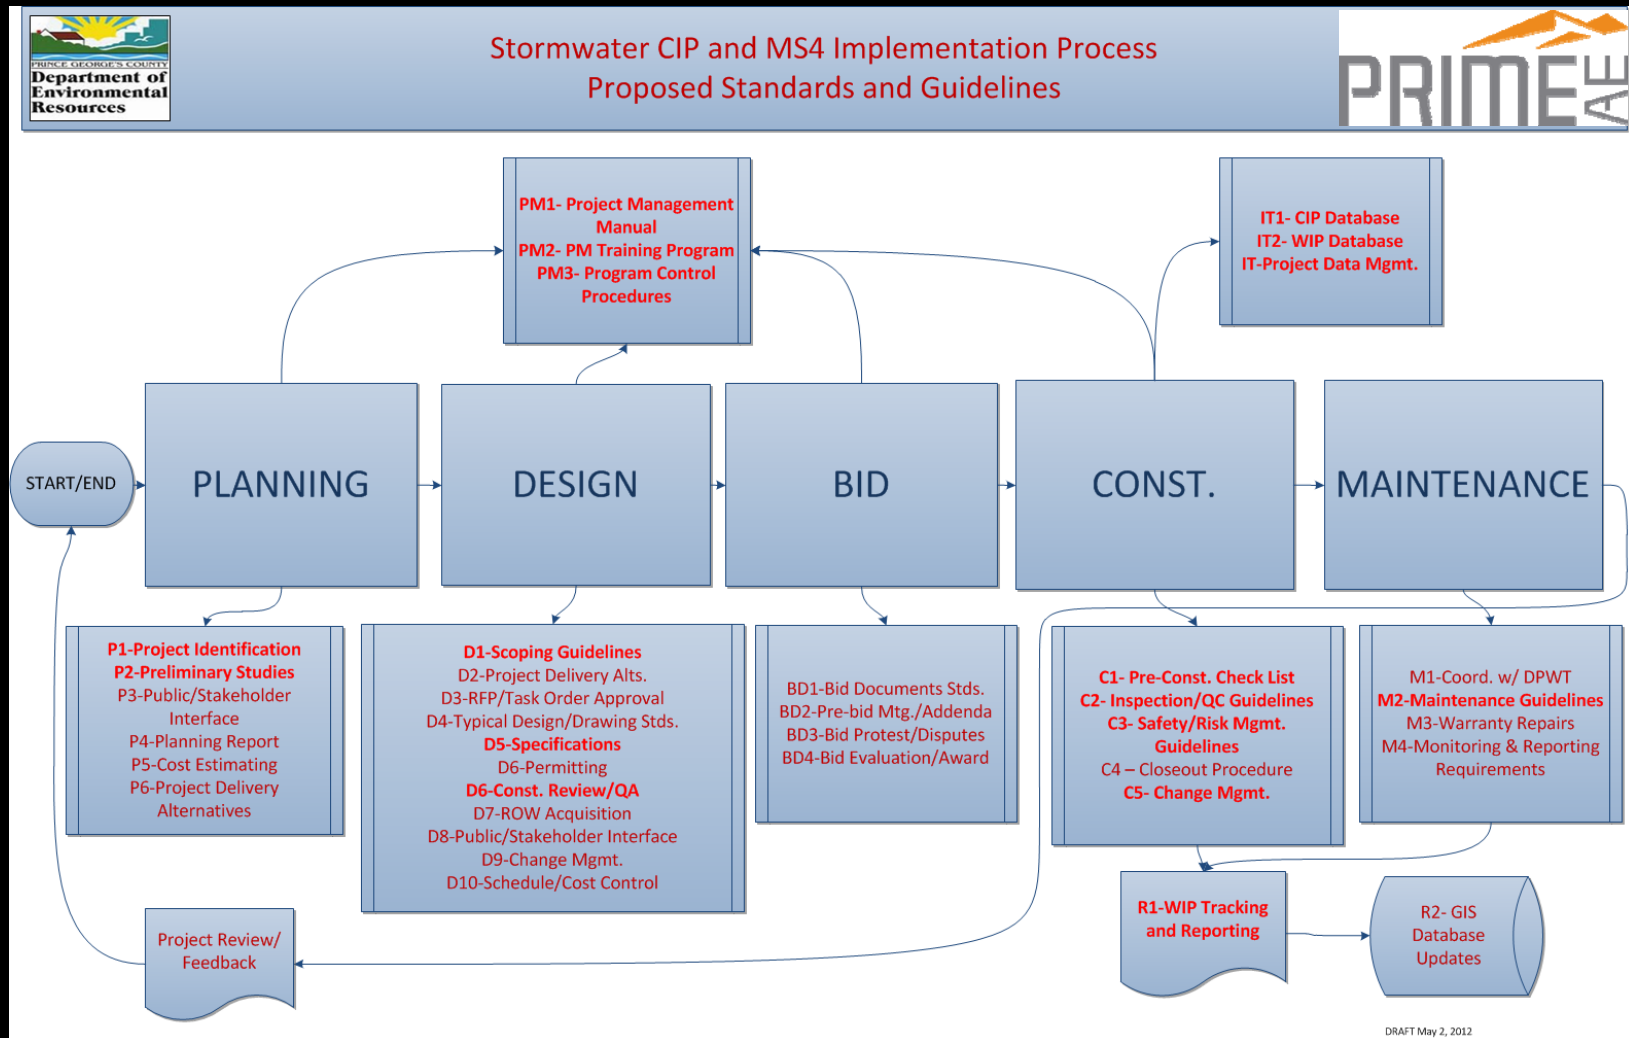 PRINCE GEORGE'S COUNTY
Department of
Environmental
Resources
Stormwater CIP and MS4 Implementation Process
Proposed Standards and Guidelines
PRIME
AE
PM1- Project Management
Manual
PM2- PM Training Program
PM3- Program Control
Procedures
IT1- CIP Database
IT2- WIP Database
IT-Project Data Mgmt.
START/END
PLANNING
DESIGN
BID
CONST.
MAINTENANCE
P1-Project Identification
P2-Preliminary Studies
P3-Public/Stakeholder
Interface
P4-Planning Report
P5-Cost Estimating
P6-Project Delivery
Alternatives
D1-Scoping Guidelines
D2-Project Delivery Alts.
D3-RFP/Task Order Approval
D4-Typical Design/Drawing Stds.
D5-Specifications
D6-Permitting
D6-Const. Review/QA
D7-ROW Acquisition
D8-Public/Stakeholder Interface
D9-Change Mgmt.
D10-Schedule/Cost Control
BD1-Bid Documents Stds.
BD2-Pre-bid Mtg./Addenda
BD3-Bid Protest/Disputes
BD4-Bid Evaluation/Award
C1- Pre-Const. Check List
C2- Inspection/QC Guidelines
C3- Safety/Risk Mgmt.
Guidelines
C4 – Closeout Procedure
C5- Change Mgmt.
M1-Coord. w/ DPWT
M2-Maintenance Guidelines
M3-Warranty Repairs
M4-Monitoring & Reporting
Requirements
Project Review/
Feedback
R1-WIP Tracking
and Reporting
R2- GIS
Database
Updates
DRAFT May 2, 2012